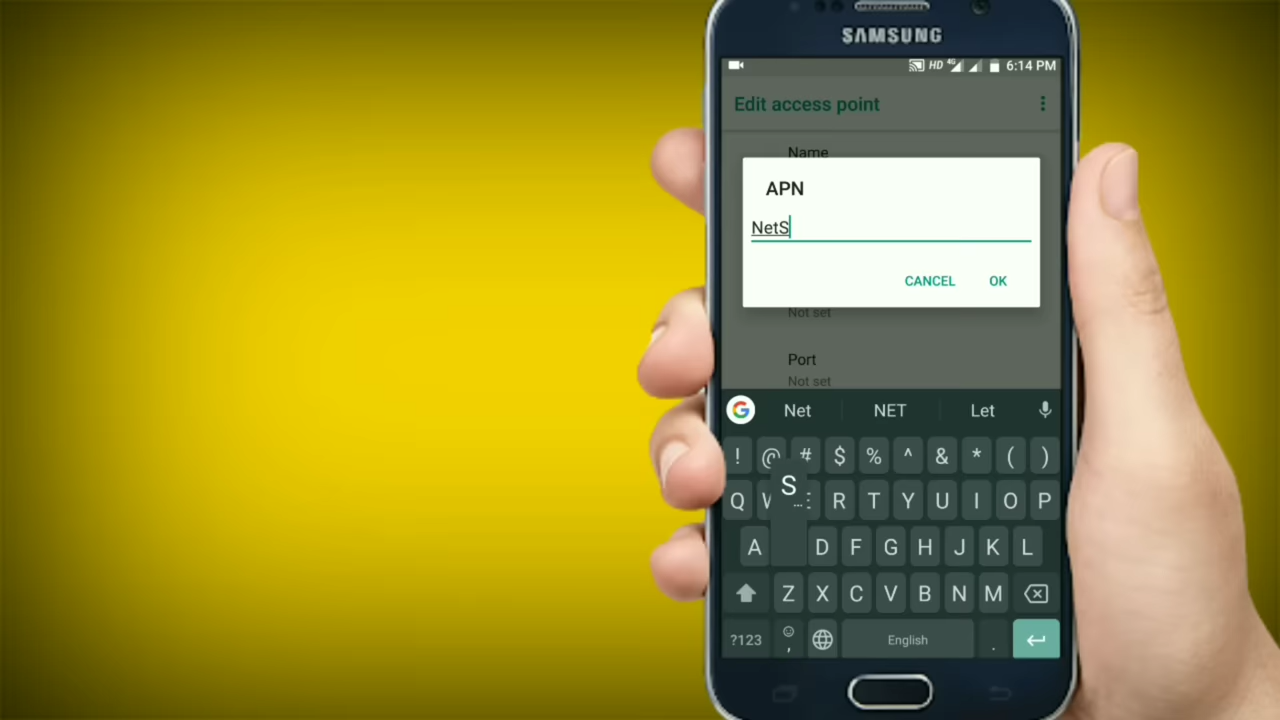 SAMSUNG
HD 4G 6:14 PM
Edit access point
Name
APN
NetS
CANCEL OK
Not set
Port
Not set
Net NET Let
! @ # $ % ^ & * ( )
Q W E R T Y U I O P
S
A D F G H J K L
Z X C V B N M
?123 , English .